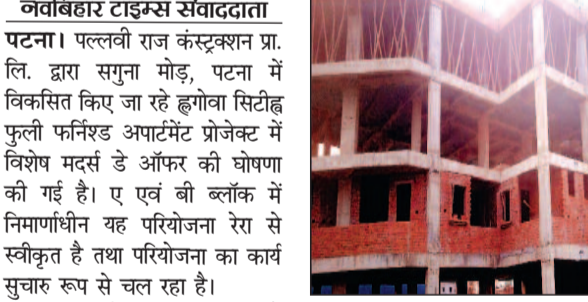 नवबिहार टाइम्स संवाददाता
पटना। पल्लवी राज कंस्ट्रक्शन प्रा.
लि. द्वारा सगुना मोड़, पटना में
विकसित किए जा रहे ह्लगोवा सिटीह्ल
फुली फर्निश्ड अपार्टमेंट प्रोजेक्ट में
विशेष मदर्स डे ऑफर की घोषणा
की गई है। ए एवं बी ब्लॉक में
निमार्णाधीन यह परियोजना रेरा से
स्वीकृत है तथा परियोजना का कार्य
सुचारु रूप से चल रहा है।